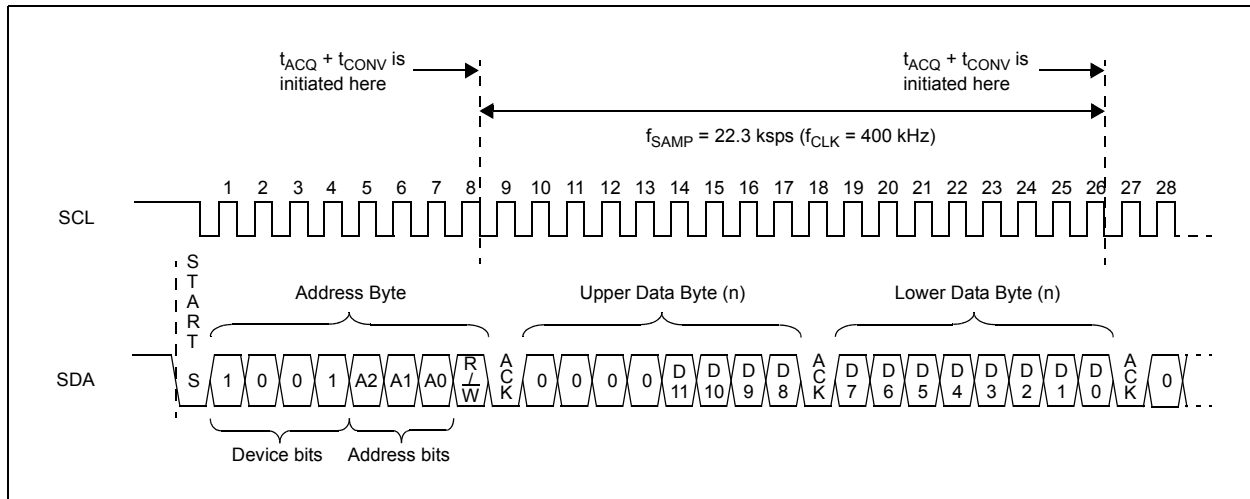 tACQ + tCONV is
initiated here
tACQ + tCONV is
initiated here
fSAMP = 22.3 ksps (fCLK = 400 kHz)
1 2 3 4 5 6 7 8 9 10 11 12 13 14 15 16 17 18 19 20 21 22 23 24 25 26 27 28
SCL
START
Address Byte
Upper Data Byte (n)
Lower Data Byte (n)
SDA
S 1 0 0 1 A2 A1 A0 R/W ACK 0 0 0 0 D11 D10 D9 D8 ACK D7 D6 D5 D4 D3 D2 D1 D0 ACK 0
Device bits
Address bits